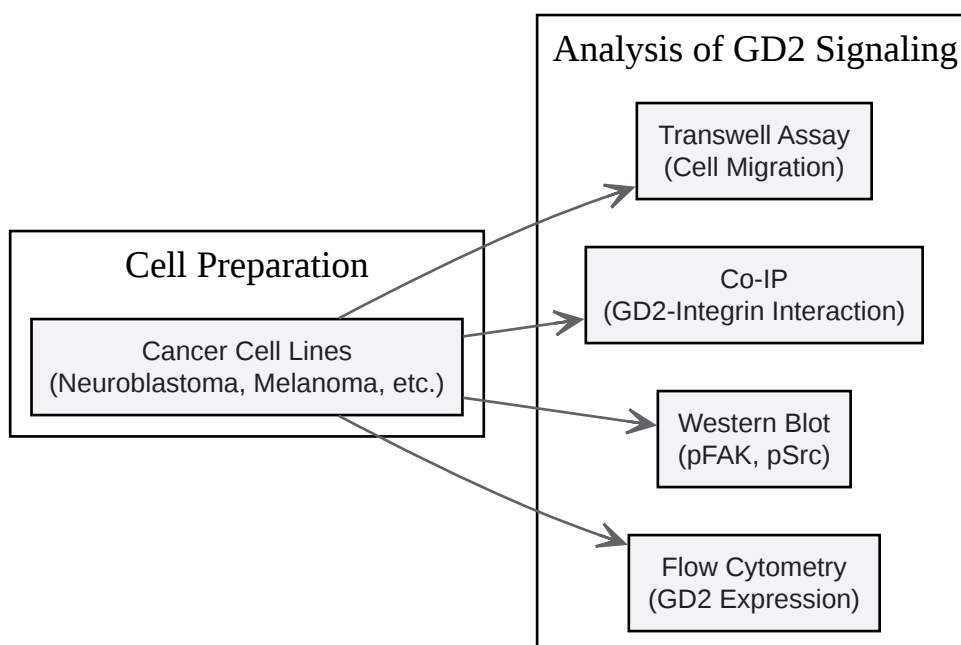 Analysis of GD2 Signaling
Transwell Assay
(Cell Migration)
Cell Preparation
Co-IP
(GD2-Integrin Interaction)
Cancer Cell Lines
(Neuroblastoma, Melanoma, etc.)
Western Blot
(pFAK, pSrc)
Flow Cytometry
(GD2 Expression)